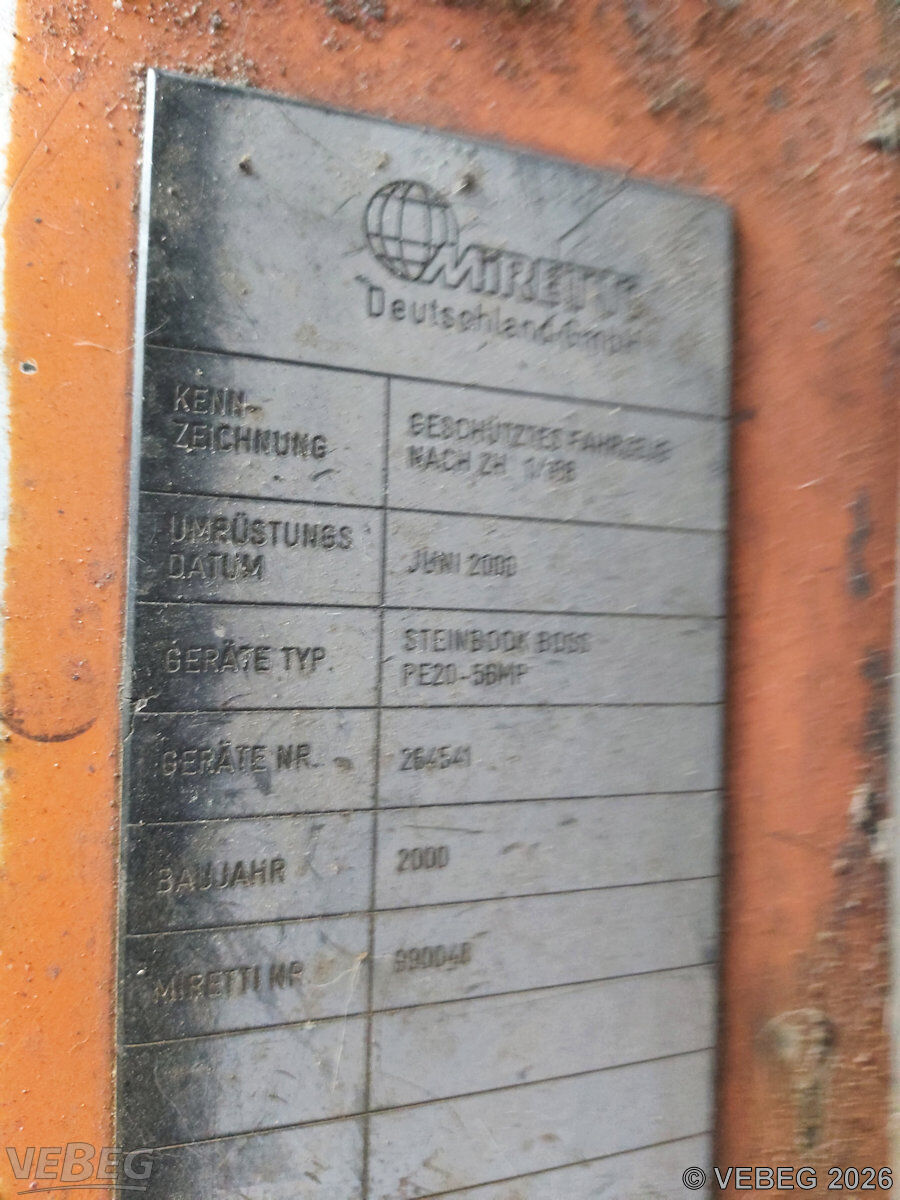 MIRETTI
Deutschland GmbH
KENN-
ZEICHNUNG
GESCHÜTZTES FAHRZEUG
NACH ZH 1/
UMRÜSTUNGS
DATUM
JUNI 2000
GERÄTE TYP.
STEINBOCK BOSS
PE20-56MP
GERÄTE NR.
264541
BAUJAHR
2000
MIRETTI NR.
VEBEG
© VEBEG 2026